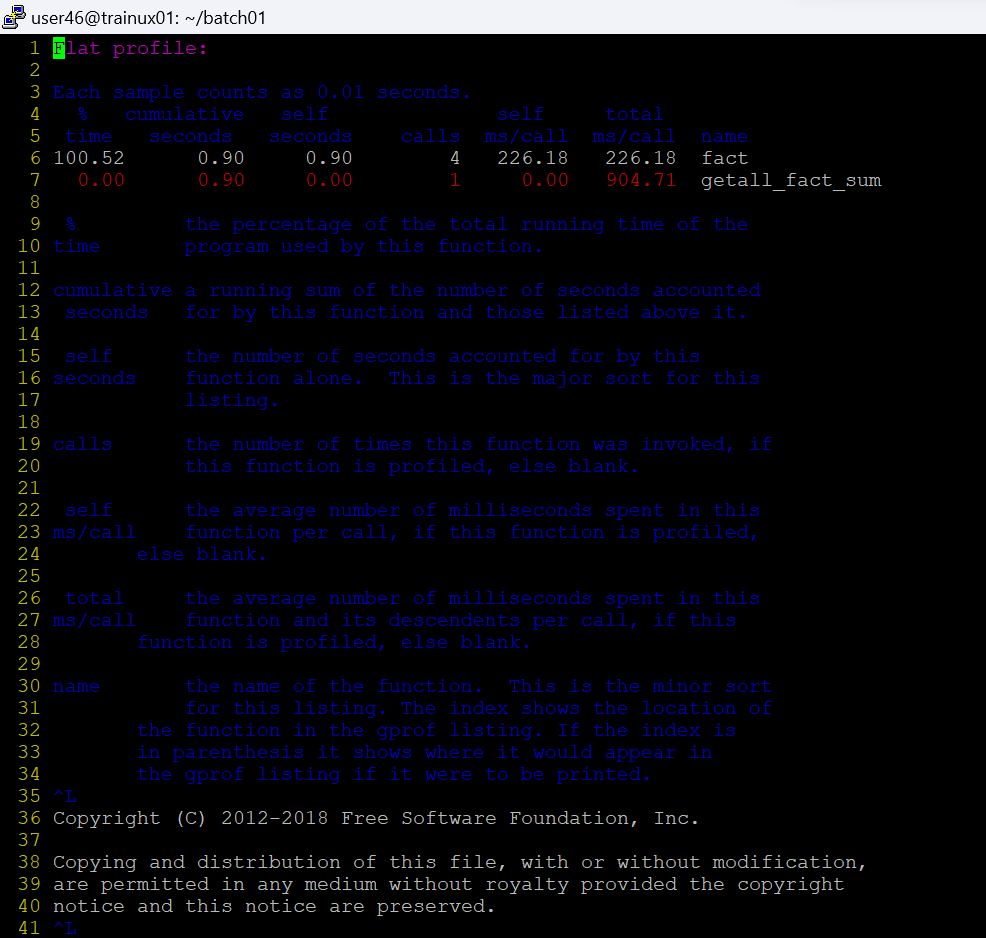 user46@trainux01: ~/batch01
1 Flat profile:
2
3 Each sample counts as 0.01 seconds.
4   %   cumulative   self              self     total
5  time   seconds   seconds    calls  ms/call  ms/call  name
6 100.52      0.90     0.90        4   226.18   226.18  fact
7   0.00      0.90     0.00        1     0.00   904.71  getall_fact_sum
8
9  %         the percentage of the total running time of the
10 time       program used by this function.
11
12 cumulative a running sum of the number of seconds accounted
13  seconds   for by this function and those listed above it.
14
15  self      the number of seconds accounted for by this
16 seconds    function alone.  This is the major sort for this
17            listing.
18
19 calls      the number of times this function was invoked, if
20            this function is profiled, else blank.
21
22  self      the average number of milliseconds spent in this
23 ms/call    function per call, if this function is profiled,
24        else blank.
25
26  total     the average number of milliseconds spent in this
27 ms/call    function and its descendents per call, if this
28        function is profiled, else blank.
29
30 name       the name of the function.  This is the minor sort
31            for this listing. The index shows the location of
32        the function in the gprof listing. If the index is
33        in parenthesis it shows where it would appear in
34        the gprof listing if it were to be printed.
35 ^L
36 Copyright (C) 2012-2018 Free Software Foundation, Inc.
37
38 Copying and distribution of this file, with or without modification,
39 are permitted in any medium without royalty provided the copyright
40 notice and this notice are preserved.
41 ^L